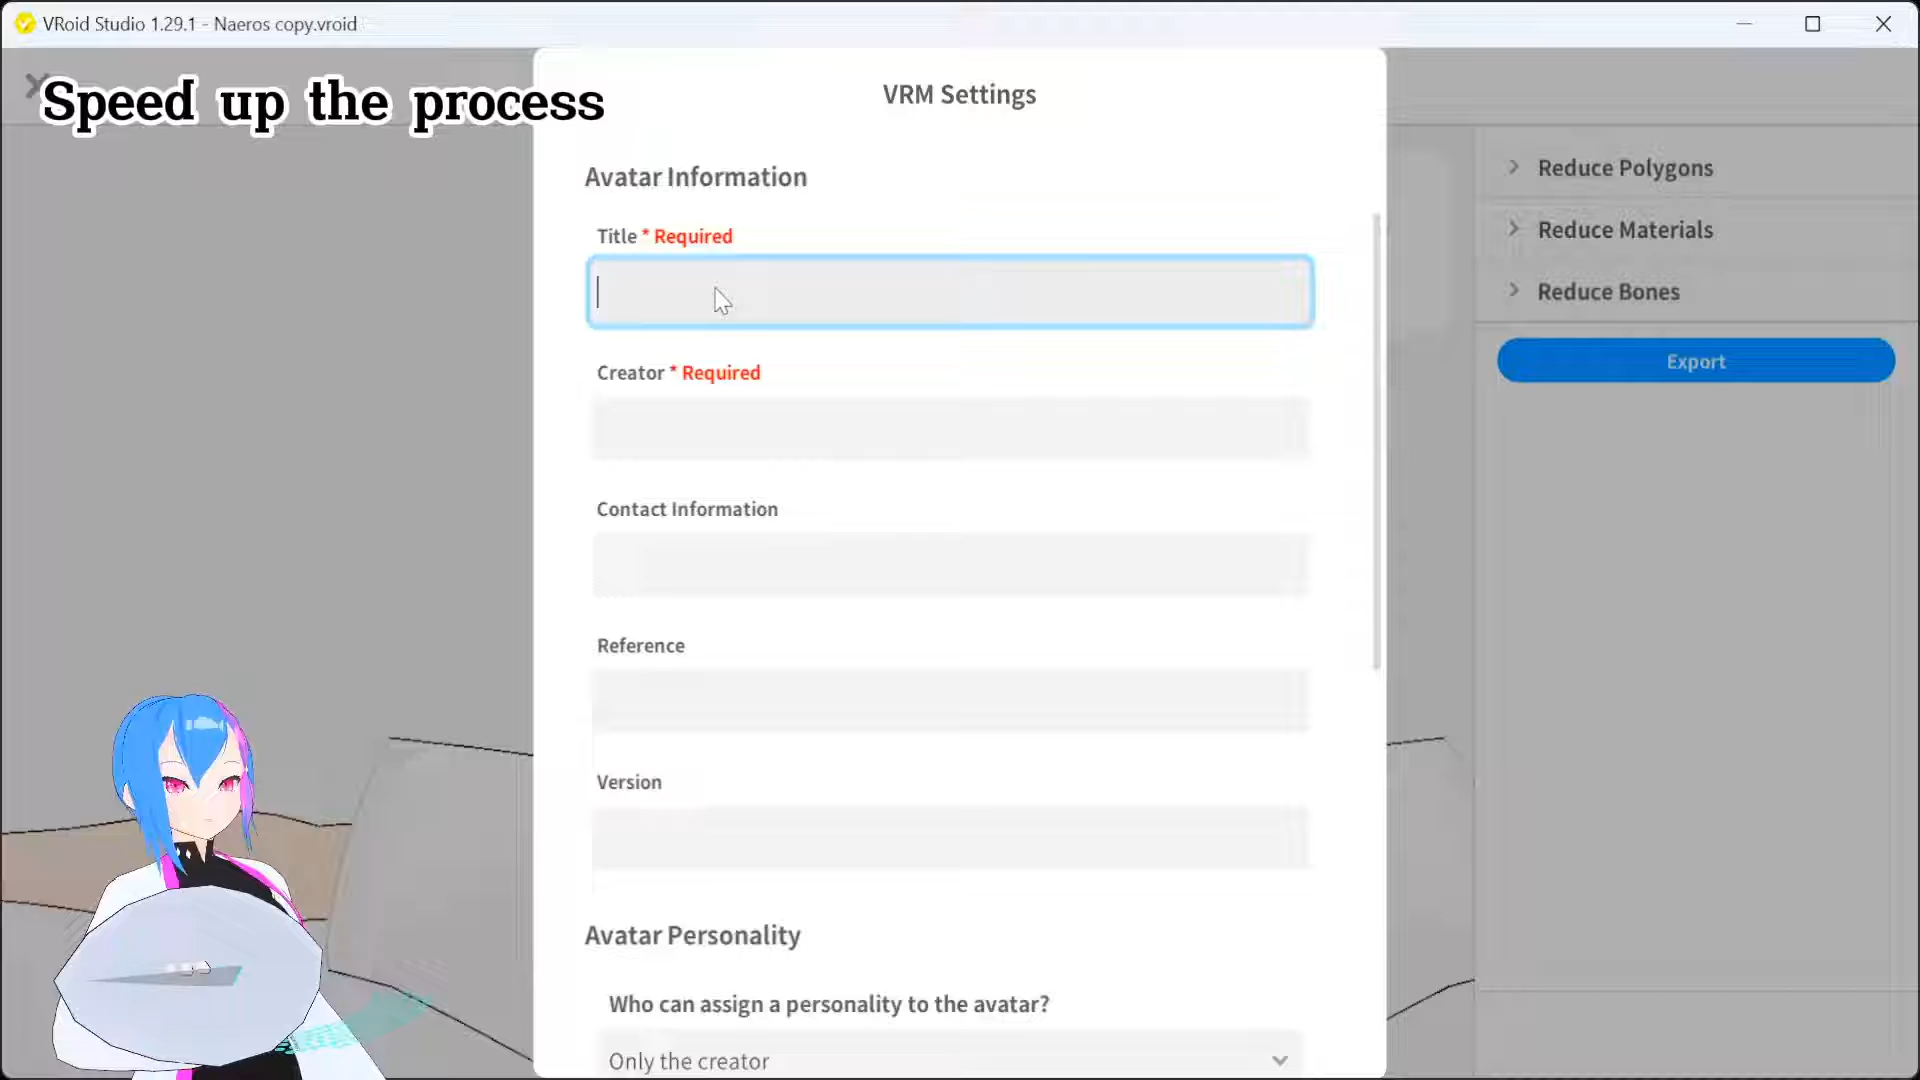 VRoid Studio 1.29.1 - Naeros copy.vroid
Speed up the process
VRM Settings
Avatar Information
Title * Required
Creator * Required
Contact Information
Reference
Version
Avatar Personality
Who can assign a personality to the avatar?
Only the creator
Reduce Polygons
Reduce Materials
Reduce Bones
Export